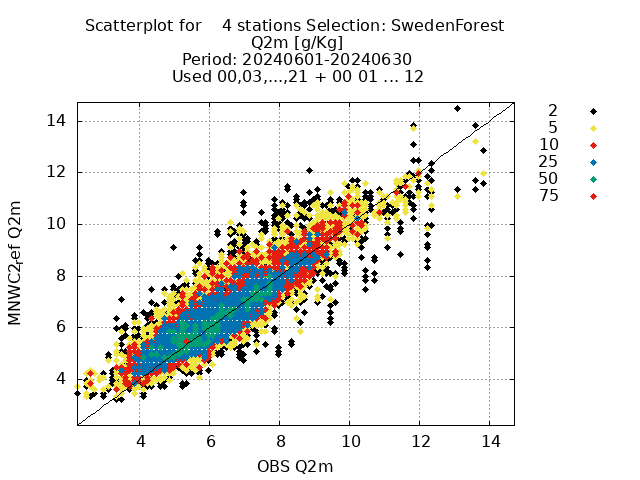 Scatterplot for 4 stations Selection: SwedenForest
Q2m [g/Kg]
Period: 20240601-20240630
Used 00,03,...,21 + 00 01 ... 12
2
5
10
25
50
75
14
12
10
8
6
4
MNWC2,ef Q2m
4 6 8 10 12 14
OBS Q2m